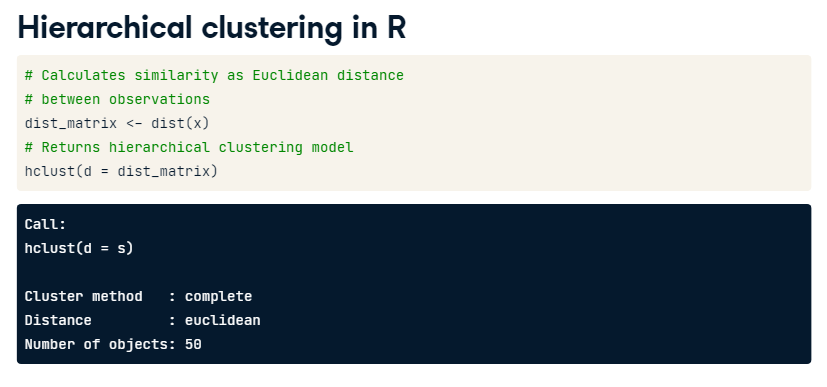 Hierarchical clustering in R
# Calculates similarity as Euclidean distance
# between observations
dist_matrix <- dist(x)
# Returns hierarchical clustering model
hclust(d = dist_matrix)
Call:
hclust(d = s)
Cluster method   : complete
Distance         : euclidean
Number of objects: 50